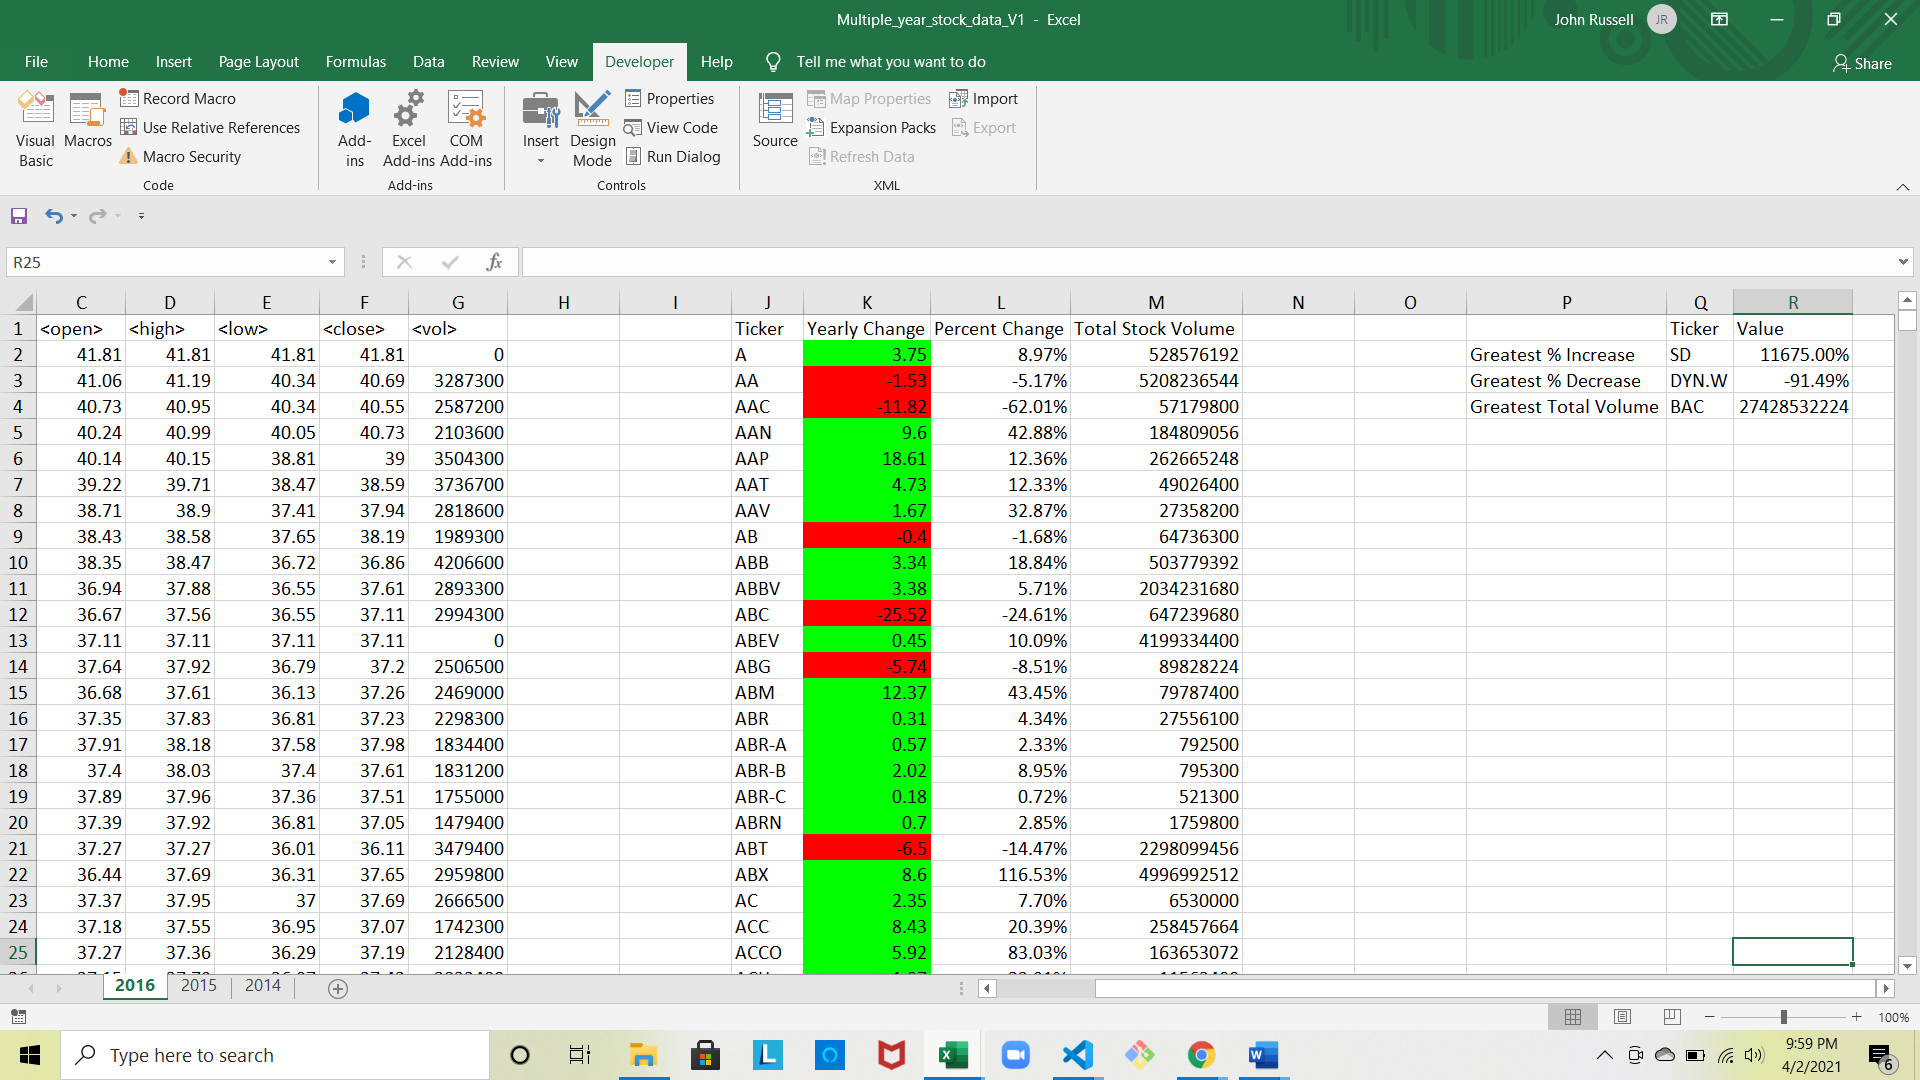 Multiple_year_stock_data_V1 - Excel
John Russell JR
File Home Insert Page Layout Formulas Data Review View Developer Help Tell me what you want to do Share
Visual Basic
Macros
Record Macro
Use Relative References
Macro Security
Code
Add-ins
Excel Add-ins
COM Add-ins
Add-ins
Insert
Design Mode
Properties
View Code
Run Dialog
Controls
Source
Map Properties
Expansion Packs
Refresh Data
Import
Export
XML
R25
fx
C D E F G H I J K L M N O P Q R
1 <open> <high> <low> <close> <vol> Ticker Yearly Change Percent Change Total Stock Volume Ticker Value
2 41.81 41.81 41.81 41.81 0 A 3.75 8.97% 528576192 Greatest % Increase SD 11675.00%
3 41.06 41.19 40.34 40.69 3287300 AA -1.53 -5.17% 5208236544 Greatest % Decrease DYN.W -91.49%
4 40.73 40.95 40.34 40.55 2587200 AAC -11.82 -62.01% 57179800 Greatest Total Volume BAC 27428532224
5 40.24 40.99 40.05 40.73 2103600 AAN 9.6 42.88% 184809056
6 40.14 40.15 38.81 39 3504300 AAP 18.61 12.36% 262665248
7 39.22 39.71 38.47 38.59 3736700 AAT 4.73 12.33% 49026400
8 38.71 38.9 37.41 37.94 2818600 AAV 1.67 32.87% 27358200
9 38.43 38.58 37.65 38.19 1989300 AB -0.4 -1.68% 64736300
10 38.35 38.47 36.72 36.86 4206600 ABB 3.34 18.84% 503779392
11 36.94 37.88 36.55 37.61 2893300 ABBV 3.38 5.71% 2034231680
12 36.67 37.56 36.55 37.11 2994300 ABC -25.52 -24.61% 647239680
13 37.11 37.11 37.11 37.11 0 ABEV 0.45 10.09% 4199334400
14 37.64 37.92 36.79 37.2 2506500 ABG -5.74 -8.51% 89828224
15 36.68 37.61 36.13 37.26 2469000 ABM 12.37 43.45% 79787400
16 37.35 37.83 36.81 37.23 2298300 ABR 0.31 4.34% 27556100
17 37.91 38.18 37.58 37.98 1834400 ABR-A 0.57 2.33% 792500
18 37.4 38.03 37.4 37.61 1831200 ABR-B 2.02 8.95% 795300
19 37.89 37.96 37.36 37.51 1755000 ABR-C 0.18 0.72% 521300
20 37.39 37.92 36.81 37.05 1479400 ABRN 0.7 2.85% 1759800
21 37.27 37.27 36.01 36.11 3479400 ABT -6.5 -14.47% 2298099456
22 36.44 37.69 36.31 37.65 2959800 ABX 8.6 116.53% 4996992512
23 37.37 37.95 37 37.69 2666500 AC 2.35 7.70% 6530000
24 37.18 37.55 36.95 37.07 1742300 ACC 8.43 20.39% 258457664
25 37.27 37.36 36.29 37.19 2128400 ACCO 5.92 83.03% 163653072
2016 2015 2014
100%
Type here to search
9:59 PM
4/2/2021
6